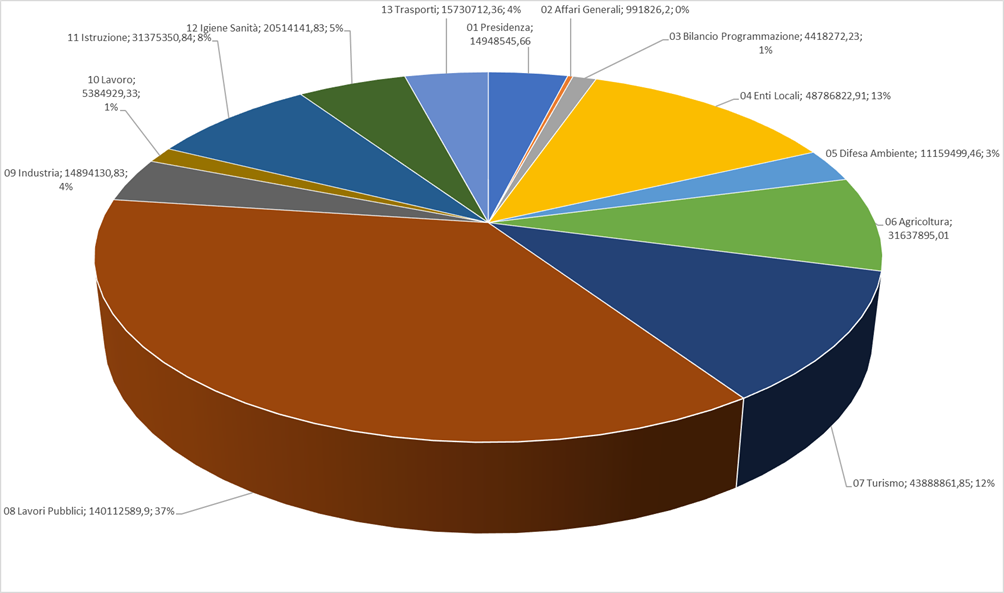 13 Trasporti; 15730712,36; 4%
02 Affari Generali; 991826,2; 0%
01 Presidenza;
14948545,66
12 Igiene Sanità; 20514141,83; 5%
11 Istruzione; 31375350,84; 8%
03 Bilancio Programmazione; 4418272,23;
1%
10 Lavoro;
5384929,33;
1%
04 Enti Locali; 48786822,91; 13%
05 Difesa Ambiente; 11159499,46; 3%
09 Industria; 14894130,83;
4%
06 Agricoltura;
31637895,01
07 Turismo; 43888861,85; 12%
08 Lavori Pubblici; 140112589,9; 37%